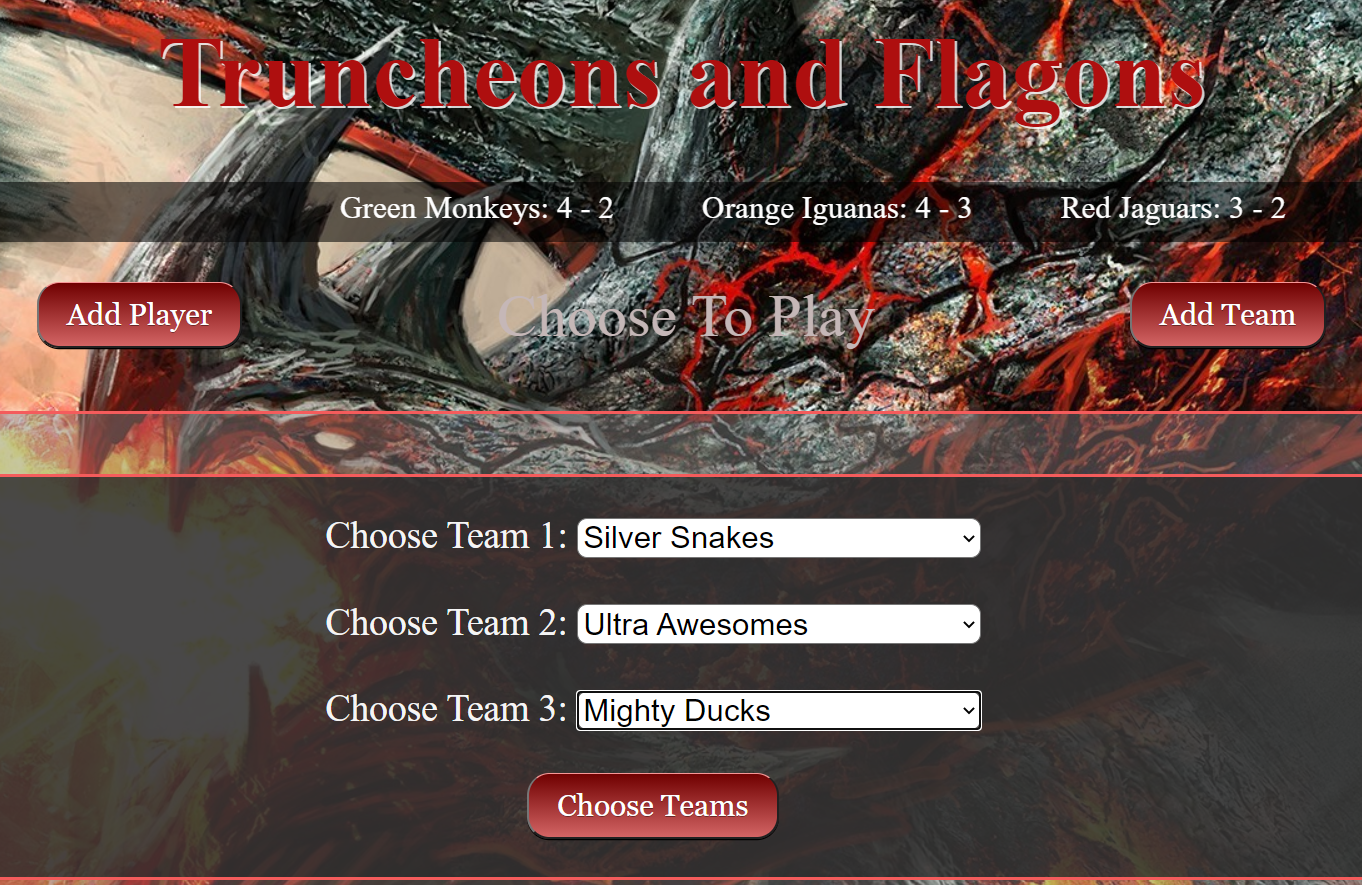 Truncheons and Flagons
Green Monkeys: 4 - 2 Orange Iguanas: 4 - 3 Red Jaguars: 3 - 2
Add Player Choose To Play Add Team
Choose Team 1: Silver Snakes
Choose Team 2: Ultra Awesomes
Choose Team 3: Mighty Ducks
Choose Teams